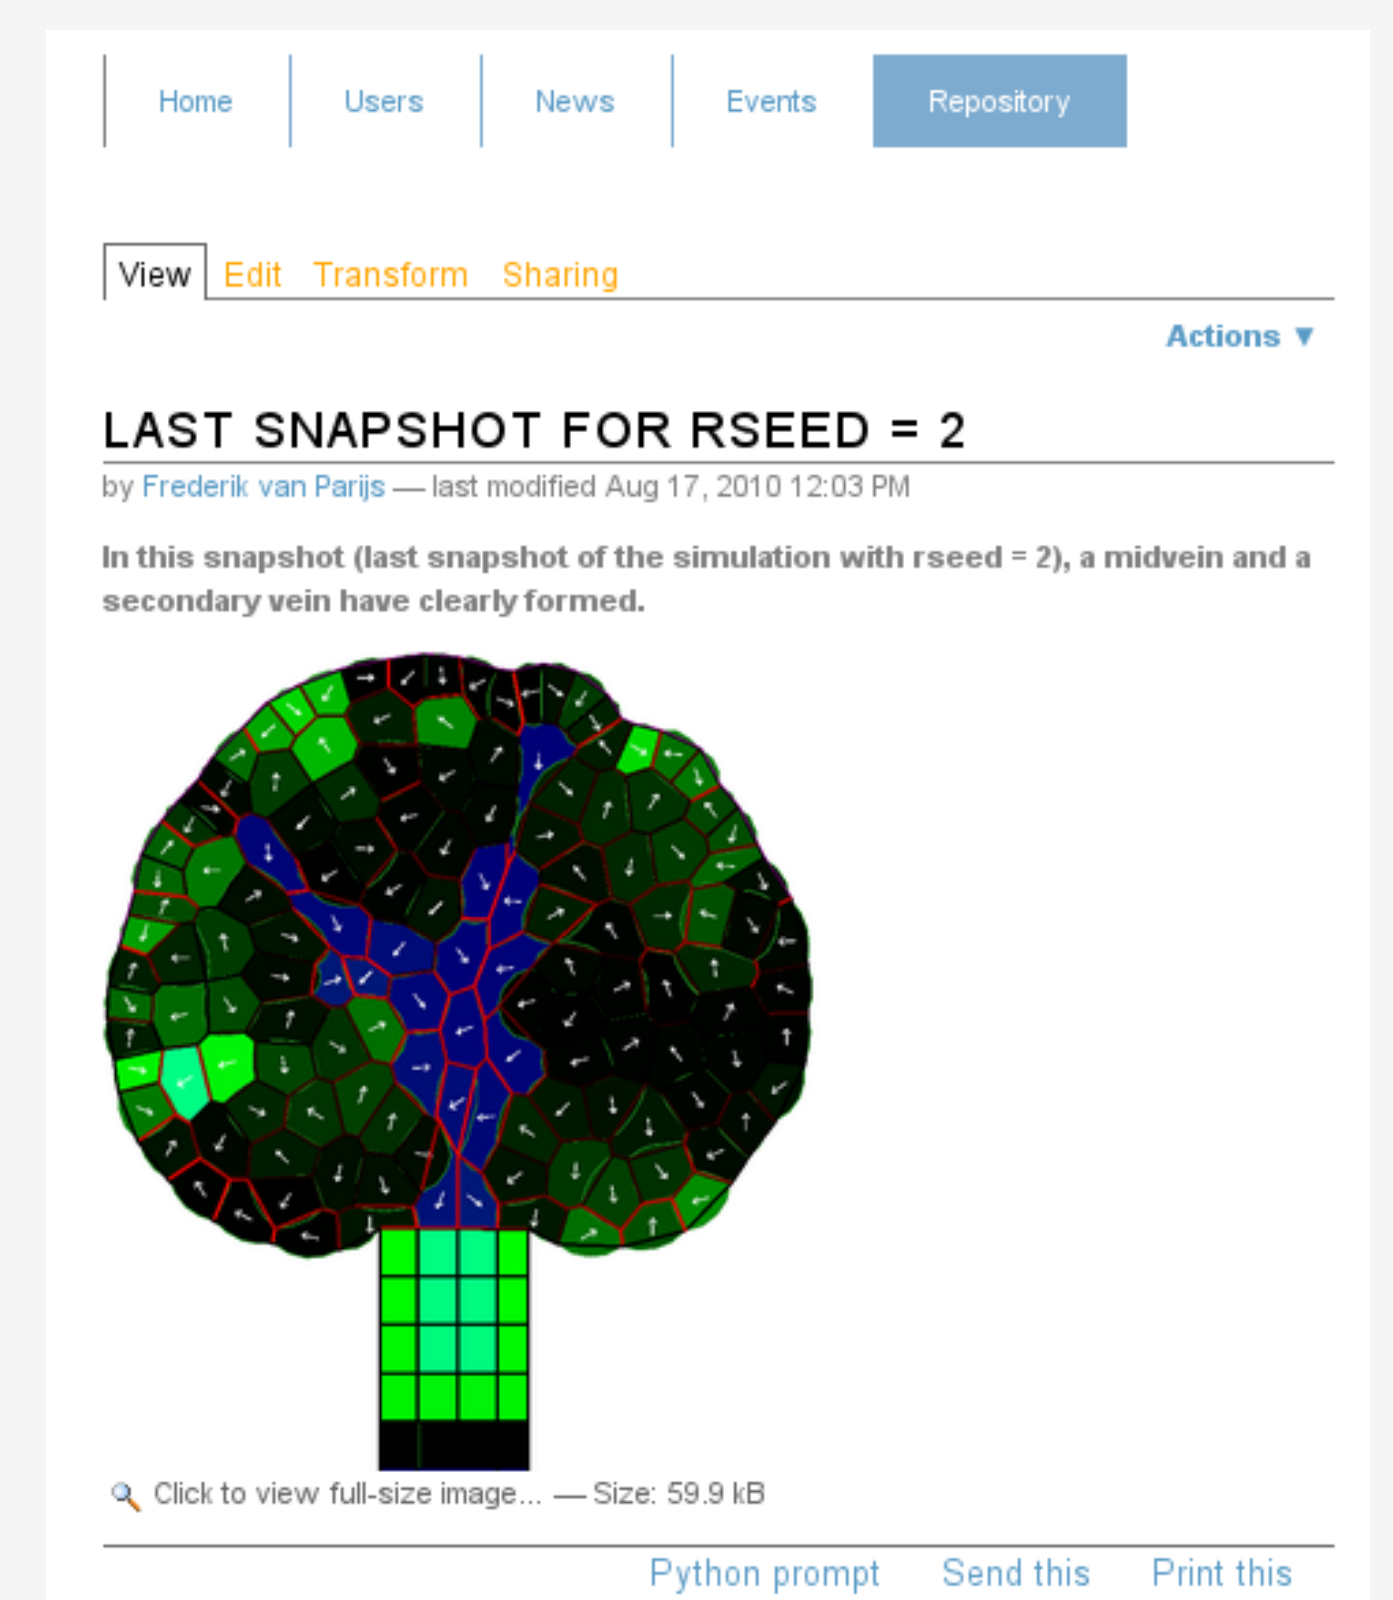 Home Users News Events Repository
View Edit Transform Sharing
Actions ▼
LAST SNAPSHOT FOR RSEED = 2
by Frederik van Parijs — last modified Aug 17, 2010 12:03 PM
In this snapshot (last snapshot of the simulation with rseed = 2), a midvein and a
secondary vein have clearly formed.
Click to view full-size image... — Size: 59.9 kB
Python prompt Send this Print this